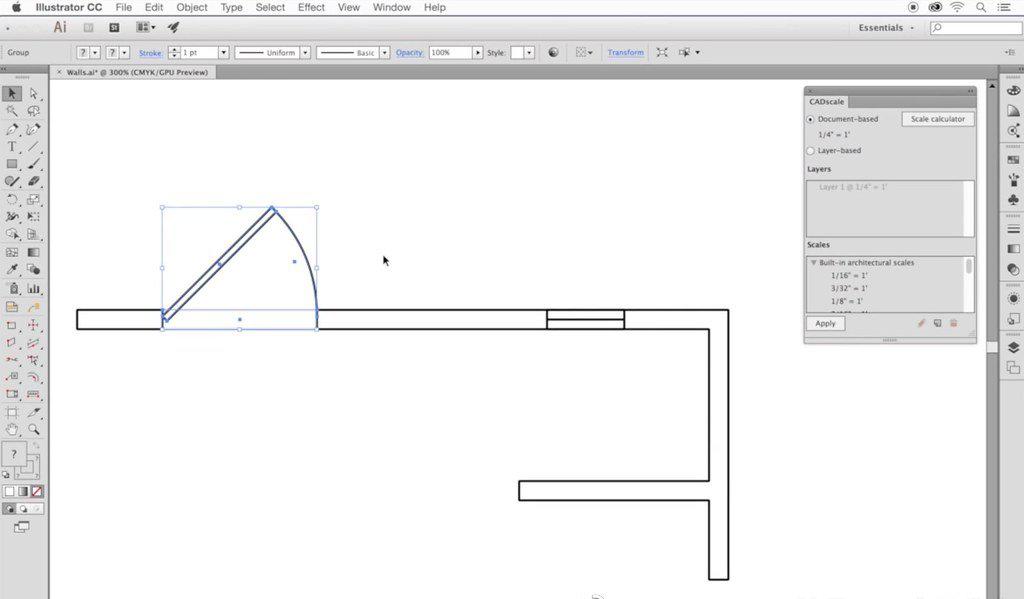 Illustrator CC File Edit Object Type Select Effect View Window Help
Ai Br St Essentials
Group ? ? Stroke: 1 pt Uniform Basic Opacity: 100% Style: Transform
× Walls.ai* @ 300% (CMYK/GPU Preview)
CADscale
Document-based Scale calculator
1/4" = 1'
Layer-based
Layers
Layer 1 @ 1/4" = 1'
Scales
Built-in architectural scales
1/16" = 1'
3/32" = 1'
1/8" = 1'
Apply
T
?